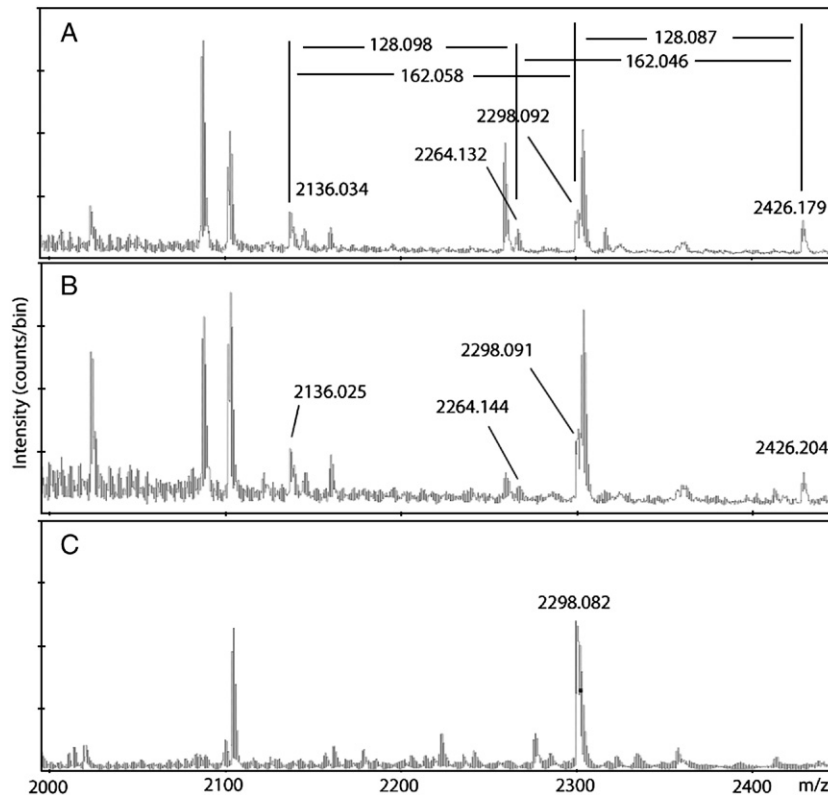 A
128.098
128.087
162.058
162.046
2298.092
2264.132
2136.034
2426.179
B
2298.091
2136.025
2264.144
2426.204
Intensity (counts/bin)
C
2298.082
2000 2100 2200 2300 2400 m/z